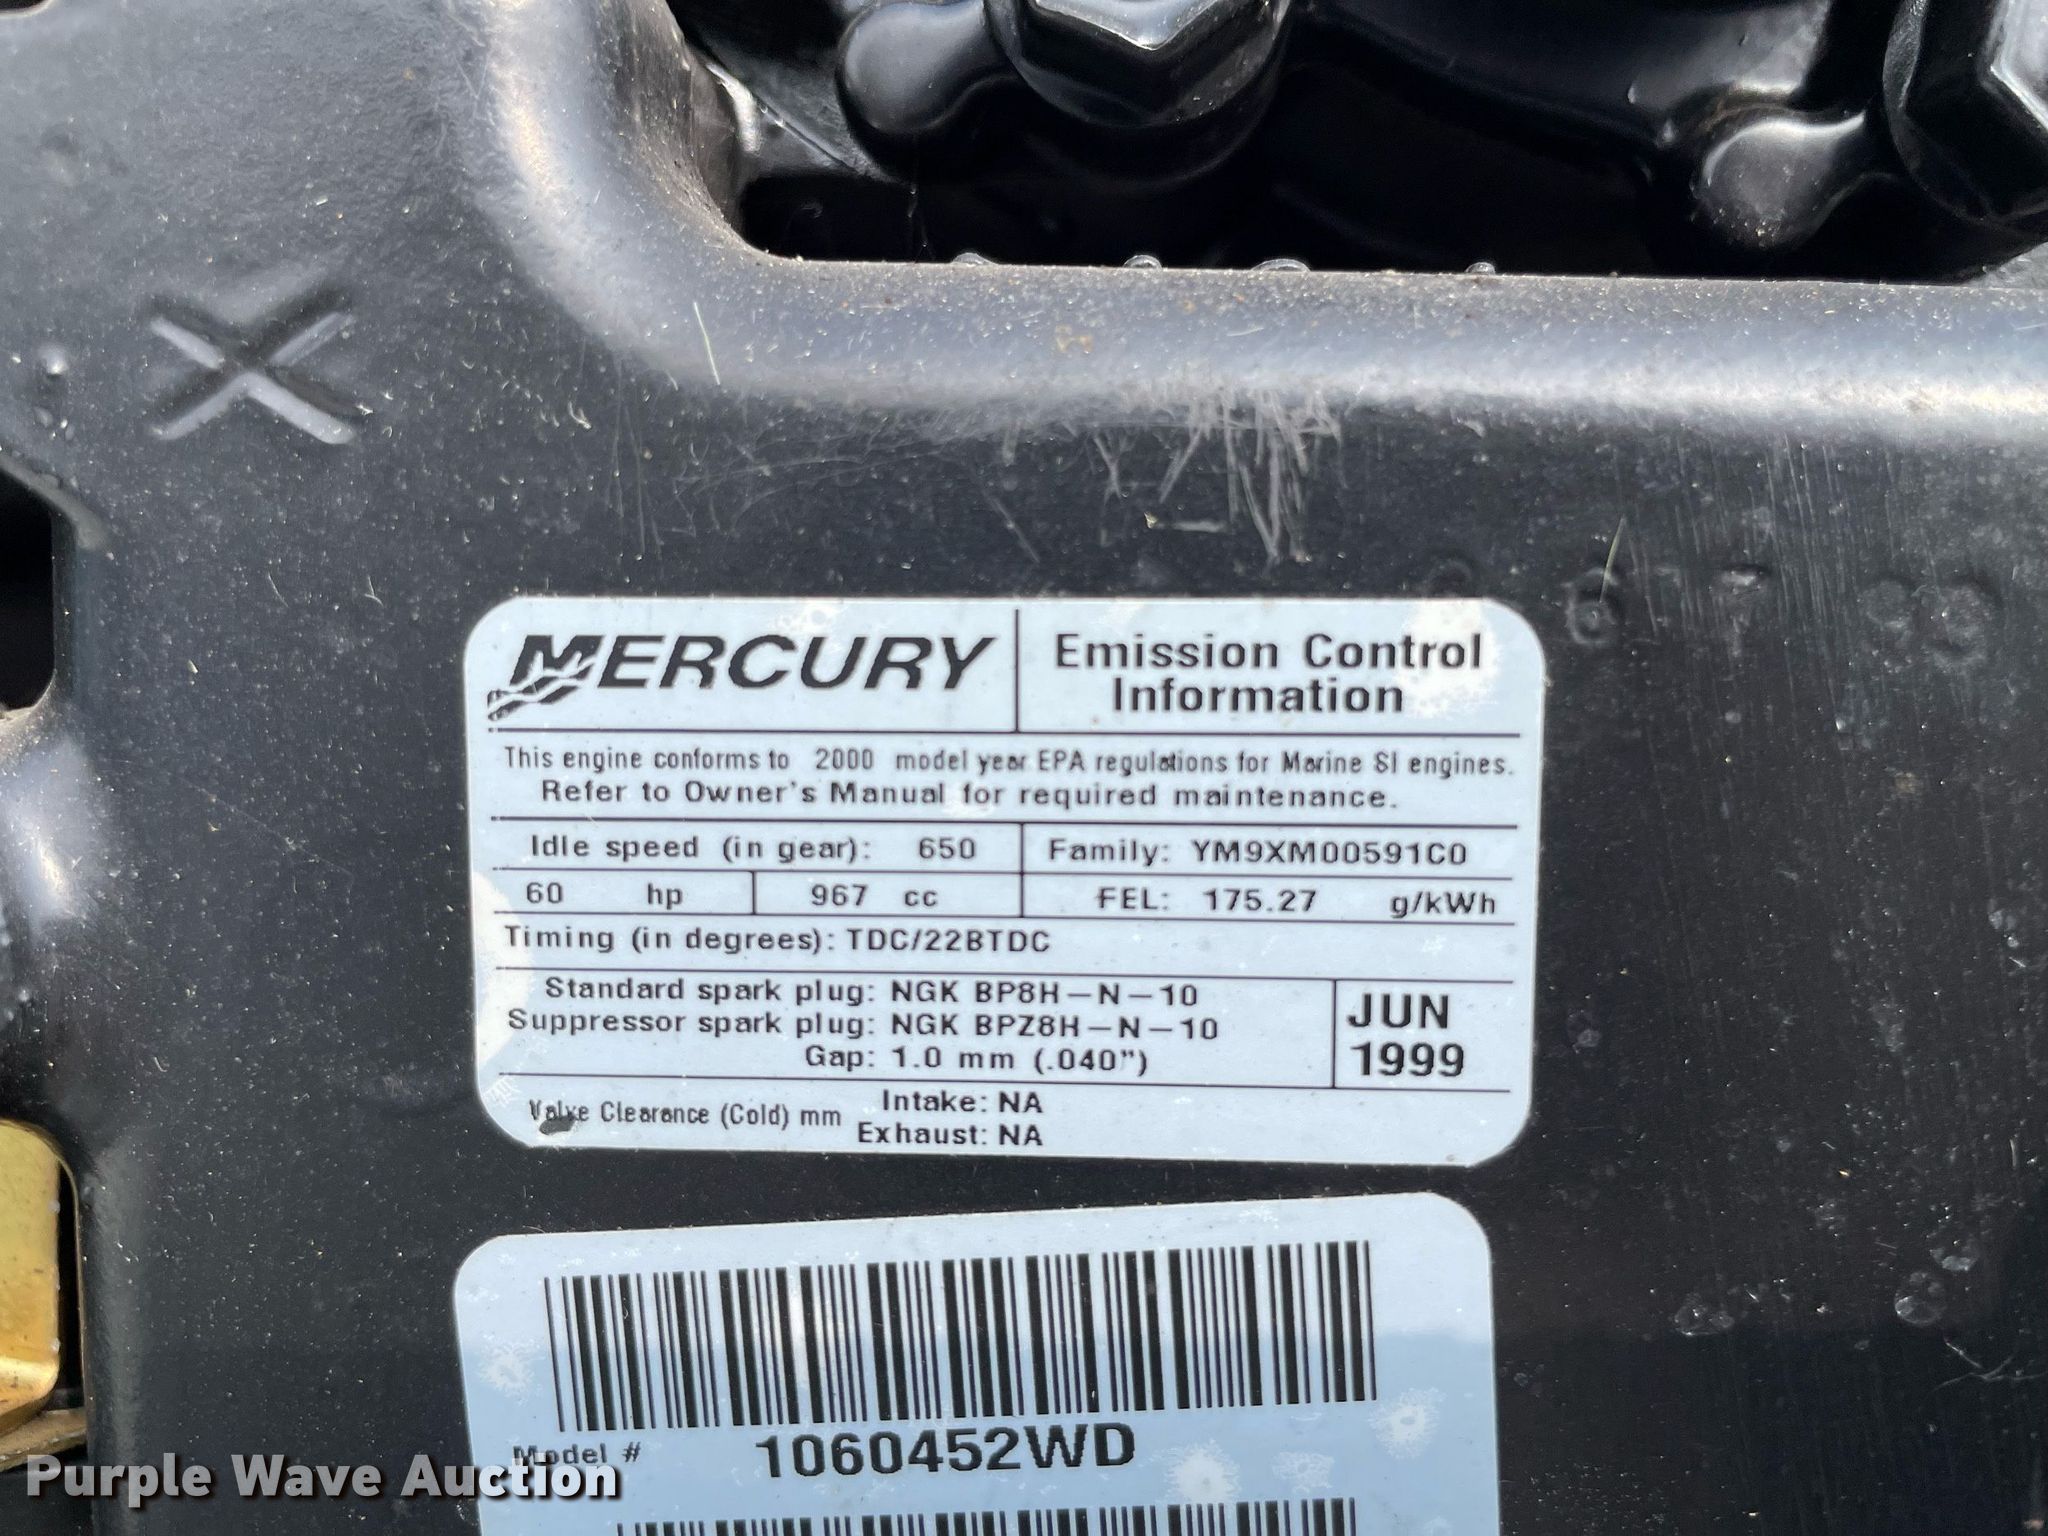 MERCURY
Emission Control
Information
This engine conforms to 2000 model year EPA regulations for Marine SI engines.
Refer to Owner's Manual for required maintenance.
Idle speed (in gear): 650
Family: YM9XM00591C0
60 hp 967 cc
FEL: 175.27 g/kWh
Timing (in degrees): TDC/22BTDC
Standard spark plug: NGK BP8H-N-10
Suppressor spark plug: NGK BPZ8H-N-10
Gap: 1.0 mm (.040")
JUN
1999
Valve Clearance (Cold) mm
Intake: NA
Exhaust: NA
Model # 1060452WD
Purple Wave Auction